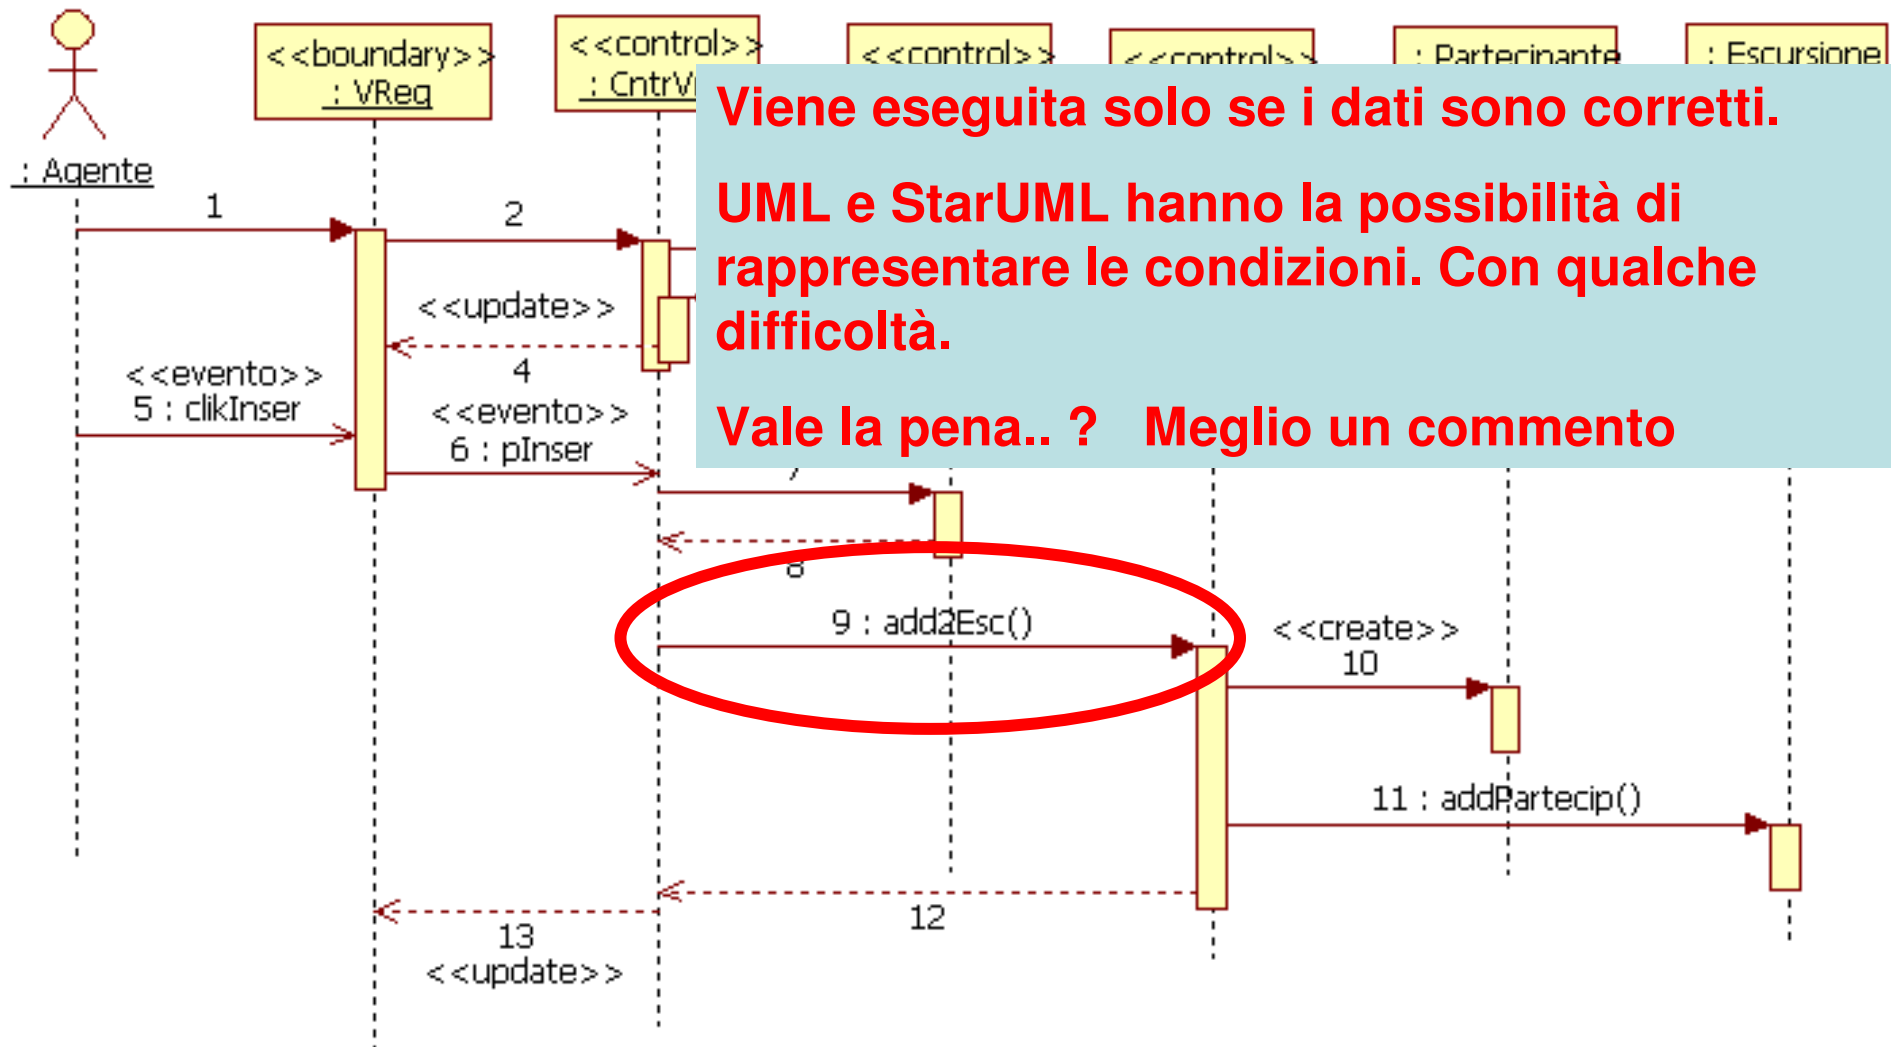 <<boundary>>
: VReq
<<control>>
<<control>>
<<control>>
: Partecipante
: Escursione
: Agente
Viene eseguita solo se i dati sono corretti.
UML e StarUML hanno la possibilità di
rappresentare le condizioni. Con qualche
difficoltà.
Vale la pena.. ?   Meglio un commento
1
2
<<update>>
4
<<evento>>
5 : clikInser
<<evento>>
6 : pInser
7
8
9 : add2Esc()
<<create>>
10
11 : addPartecip()
12
13
<<update>>